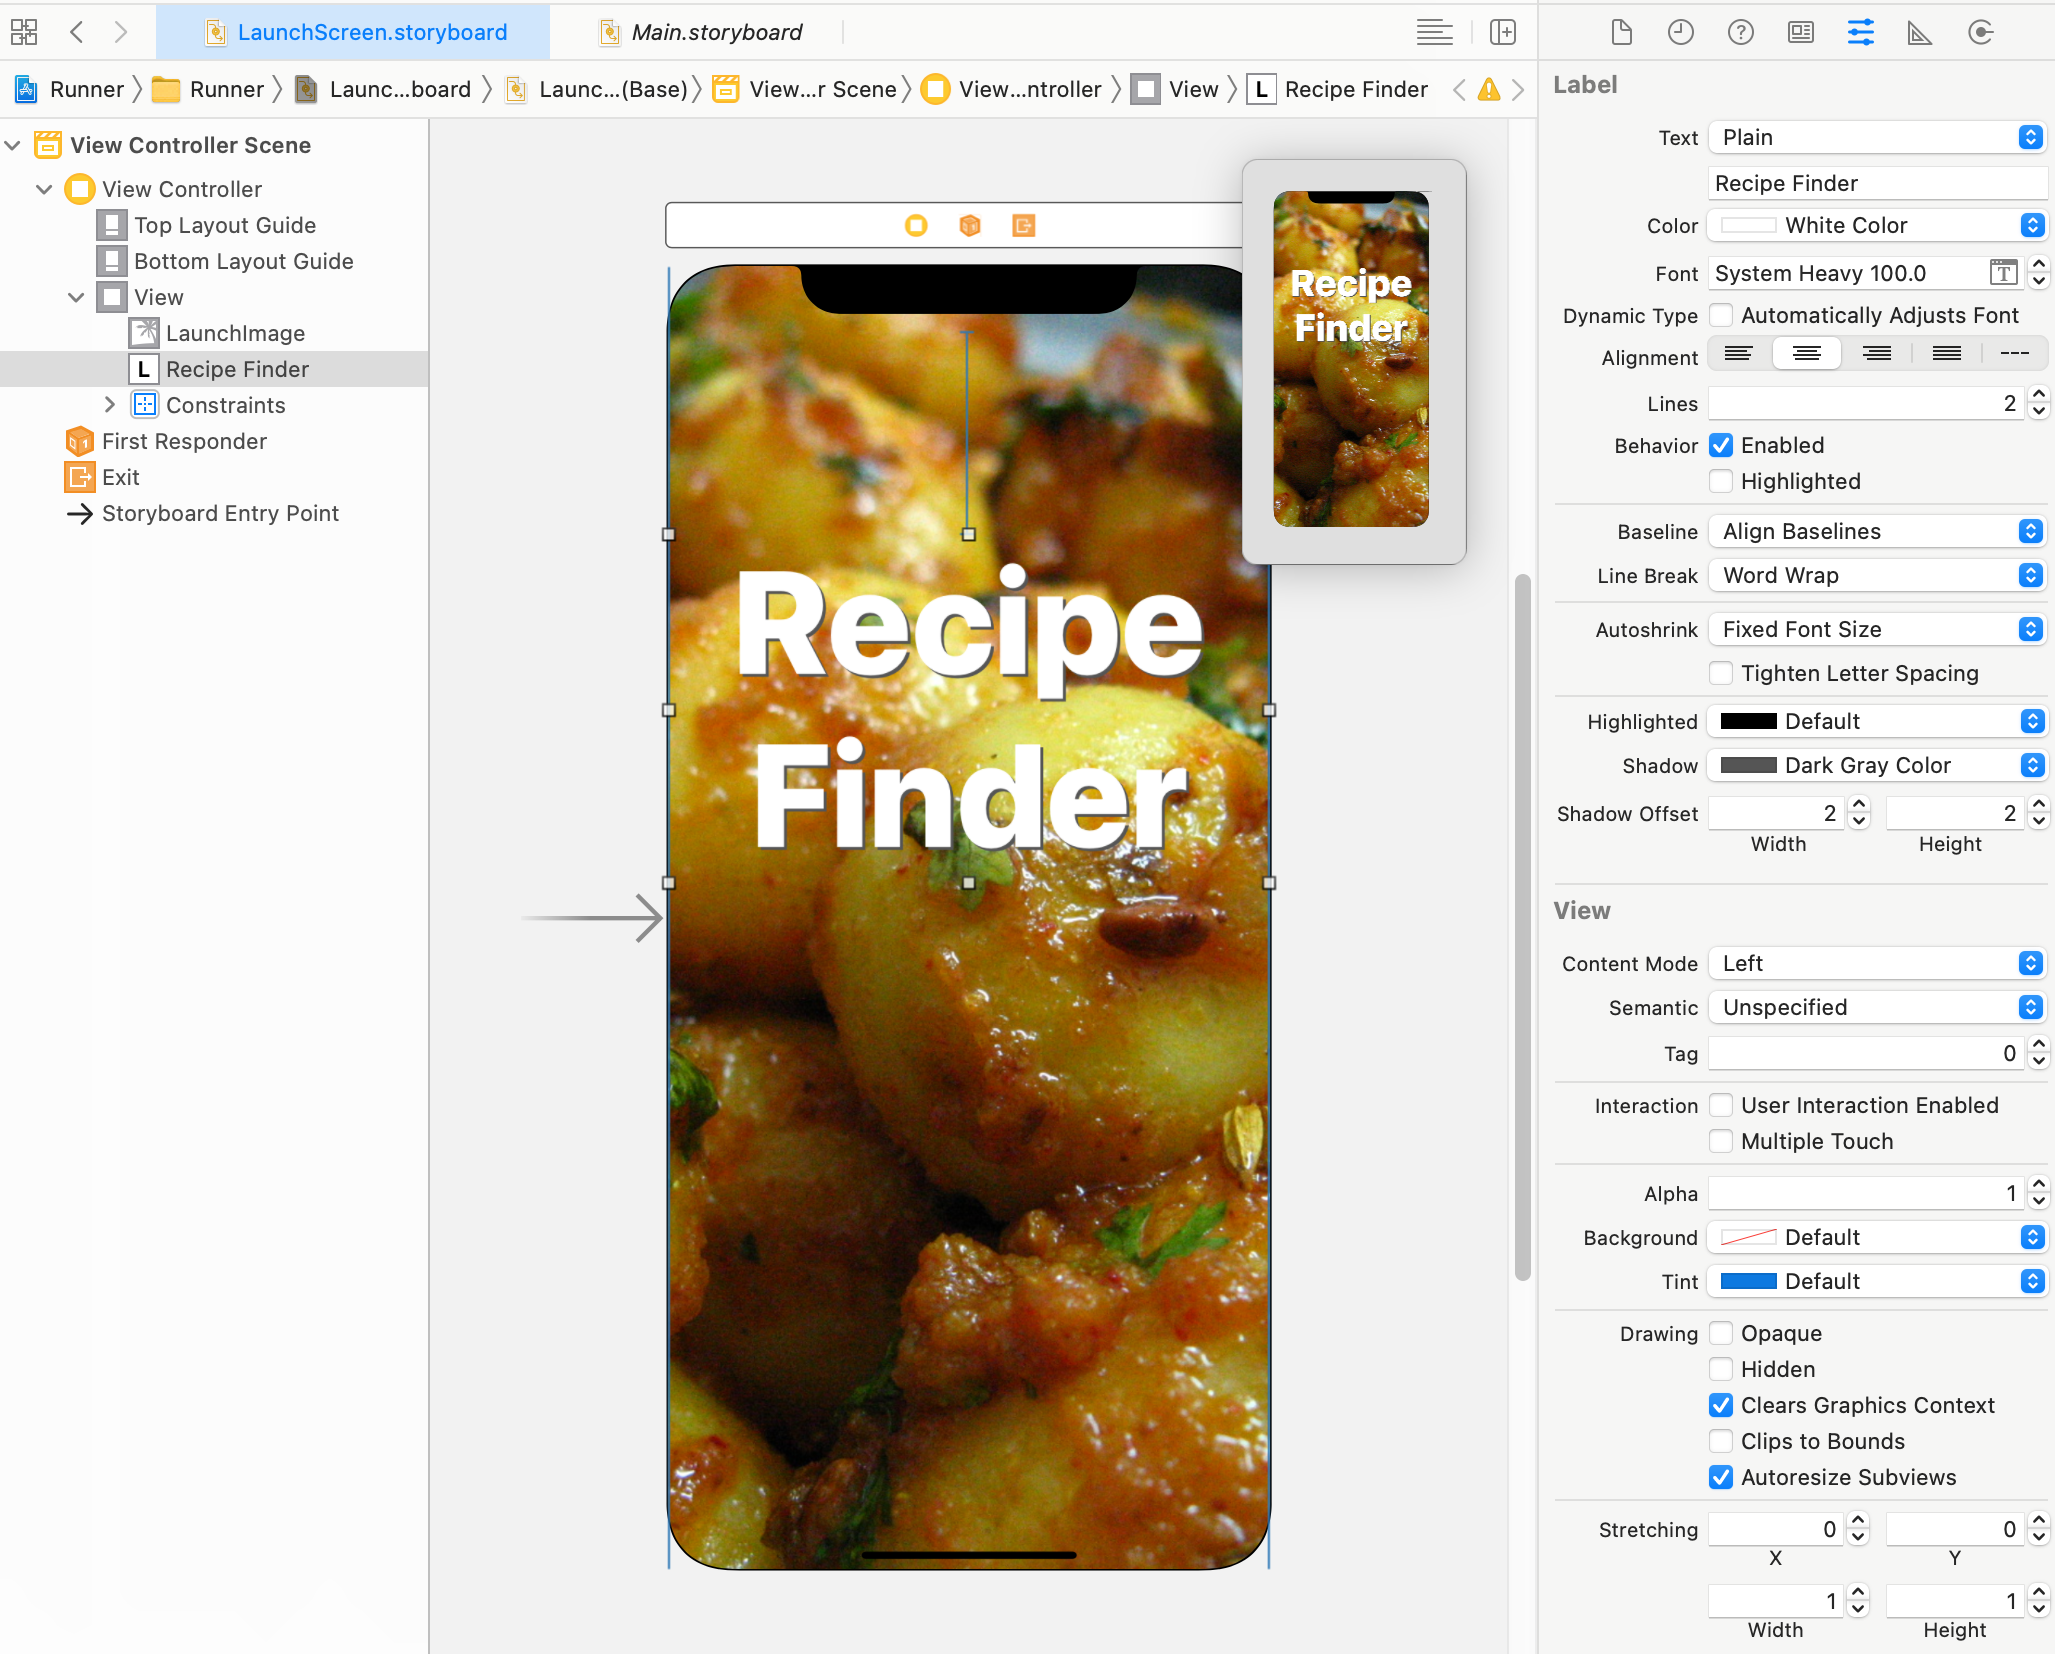 LaunchScreen.storyboard
Main.storyboard
Runner
Runner
Launc...board
Launc...(Base)
View...r Scene
View...ntroller
View
L
Recipe Finder
View Controller Scene
View Controller
Top Layout Guide
Bottom Layout Guide
View
LaunchImage
L
Recipe Finder
Constraints
First Responder
Exit
Storyboard Entry Point
Recipe
Finder
Recipe
Finder
Label
Text
Plain
Recipe Finder
Color
White Color
Font
System Heavy 100.0
T
Dynamic Type
Automatically Adjusts Font
Alignment
Lines
2
Behavior
Enabled
Highlighted
Baseline
Align Baselines
Line Break
Word Wrap
Autoshrink
Fixed Font Size
Tighten Letter Spacing
Highlighted
Default
Shadow
Dark Gray Color
Shadow Offset
2
2
Width
Height
View
Content Mode
Left
Semantic
Unspecified
Tag
0
Interaction
User Interaction Enabled
Multiple Touch
Alpha
1
Background
Default
Tint
Default
Drawing
Opaque
Hidden
Clears Graphics Context
Clips to Bounds
Autoresize Subviews
Stretching
0
0
X
Y
1
1
Width
Height